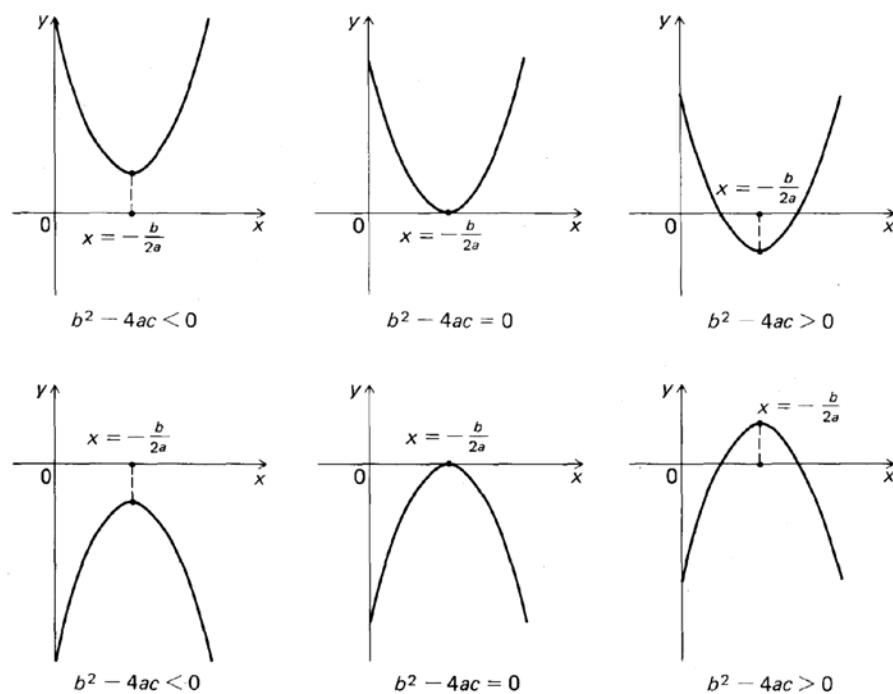 y
0
x
x = − b/2a
b² − 4ac < 0
y
0
x
x = − b/2a
b² − 4ac = 0
y
x = − b/2a
0
x
b² − 4ac > 0
y
x = − b/2a
0
x
b² − 4ac < 0
y
x = − b/2a
0
x
b² − 4ac = 0
y
x = − b/2a
0
x
b² − 4ac > 0